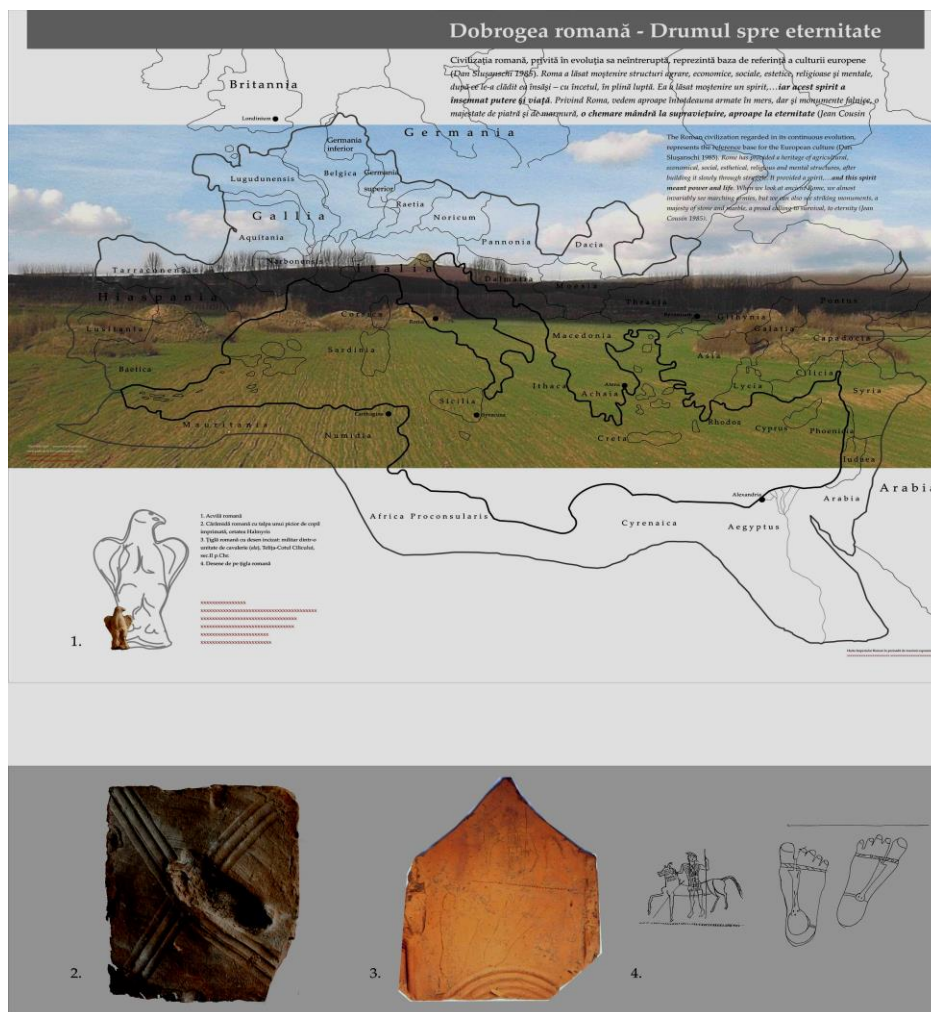 Dobrogea romană - Drumul spre eternitate
Civilizația romană, privită în evoluția sa neîntreruptă, reprezintă baza de referință a culturii europene
(Dan Slușanschi 1985). Roma a lăsat moștenire structuri agrare, economice, sociale, estetice, religioase și mentale,
după ce le-a clădit ea însăși – cu încetul, în plină luptă. Ea a lăsat moștenire un spirit,…iar acest spirit a
însemnat putere și viață. Privind Roma, vedem aproape întotdeauna armate în mers, dar și monumente falnice, o
majestate de piatră și de marmură, o chemare mândră la supraviețuire, aproape la eternitate (Jean Cousin
The Roman civilization regarded in its continuous evolution,
represents the reference base for the European culture (Dan
Slușanschi 1985). Rome has provided a heritage of agricultural,
economical, social, esthetical, religious and mental structures, after
building it slowly through struggle. It provided a spirit,…and this spirit
meant power and life. When we look at ancient Rome, we almost
invariably see marching armies, but we can also see striking monuments, a
majesty of stone and marble, a proud calling to survival, to eternity (Jean
Cousin 1985).
Britannia
Londinium
Germania
Germania
inferior
Belgica
Germania
superior
Lugudunensis
Raetia
Noricum
Gallia
Aquitania
Pannonia
Dacia
Narbonensis
Tarraconensis
Italia
Dalmatia
Moesia
Hiaspania
Thracia
Pontus
Bithynia
Lusitania
Corsica
Roma
Galatia
Macedonia
Capadocia
Sardinia
Asia
Baetica
Ithaca
Atena
Achaia
Lycia
Cilicia
Syria
Sicilia
Syracusa
Carthagina
Mauritania
Numidia
Rhodos
Cyprus
Phoenicia
Creta
Iudaea
Alexandria
Arabia
Arabia
Africa Proconsularis
Cyrenaica
Aegyptus
1. Acvilă romană
2. Cărămidă romană cu talpa unui picior de copil
imprimată, cetatea Halmyris
3. Țiglă romană cu desen incizat: militar dintr-o
unitate de cavalerie (ala), Telița-Cotul Cilicului,
sec.II p.Chr.
4. Desene de pe țigla romană
1.
2.
3.
4.